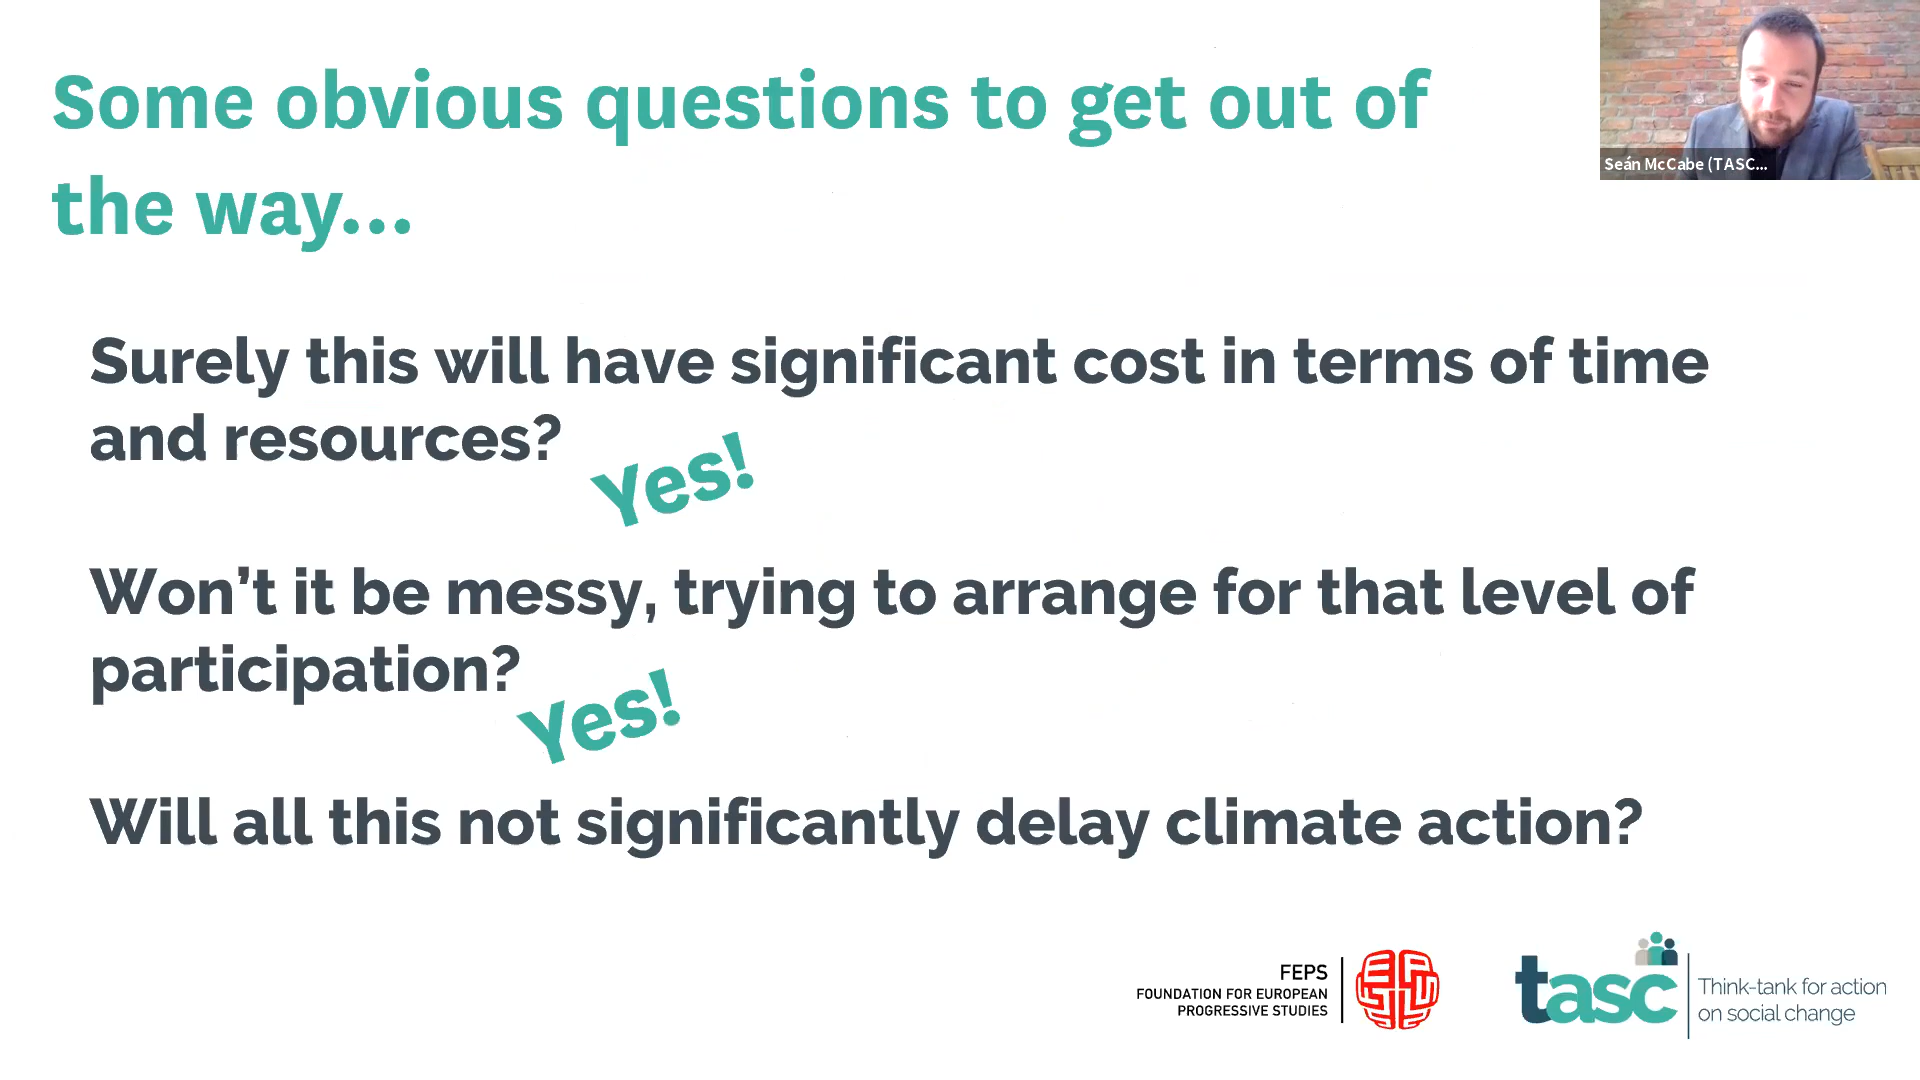 Some obvious questions to get out of
the way...
Seán McCabe (TASC...
Surely this will have significant cost in terms of time
and resources?
Yes!
Won't it be messy, trying to arrange for that level of
participation?
Yes!
Will all this not significantly delay climate action?
FEPS
FOUNDATION FOR EUROPEAN
PROGRESSIVE STUDIES
tasc
Think-tank for action
on social change